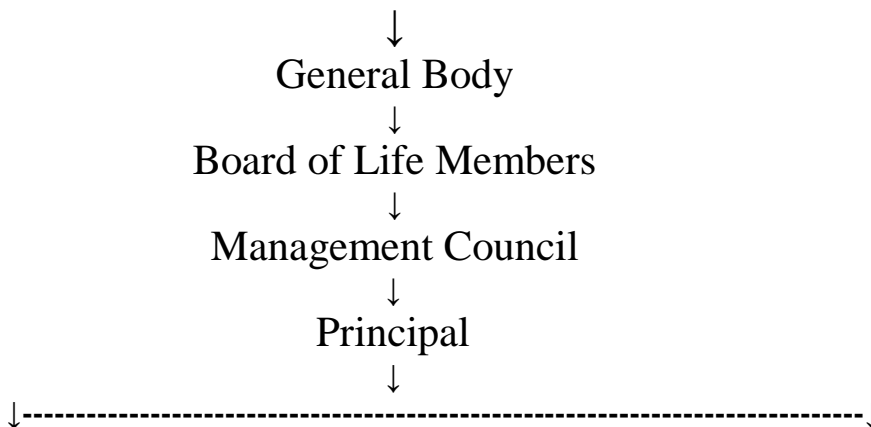 ↓
General Body
↓
Board of Life Members
↓
Management Council
↓
Principal
↓
↓--------------------------------------------------------------------------------↓